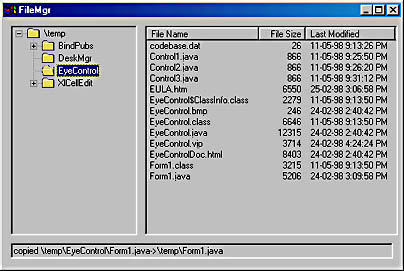 FileMgr
\temp
BindPubs
DeskMgr
EyeControl
XlCellEdit
File Name File Size Last Modified
codebase.dat 26 11-05-98 9:13:26 PM
Control1.java 866 11-05-98 9:25:50 PM
Control2.java 866 11-05-98 9:26:20 PM
Control3.java 866 11-05-98 9:31:12 PM
EULA.htm 6550 25-02-98 3:06:58 PM
EyeControl$ClassInfo.class 2279 11-05-98 9:13:50 PM
EyeControl.bmp 246 24-02-98 2:40:42 PM
EyeControl.class 6646 11-05-98 9:13:50 PM
EyeControl.java 12315 24-02-98 2:40:42 PM
EyeControl.vjp 3714 24-02-98 4:24:24 PM
EyeControlDoc.html 8403 24-02-98 2:40:42 PM
Form1.class 3215 11-05-98 9:13:50 PM
Form1.java 5206 24-02-98 3:09:58 PM
copied \temp\EyeControl\Form1.java->\temp\Form1.java